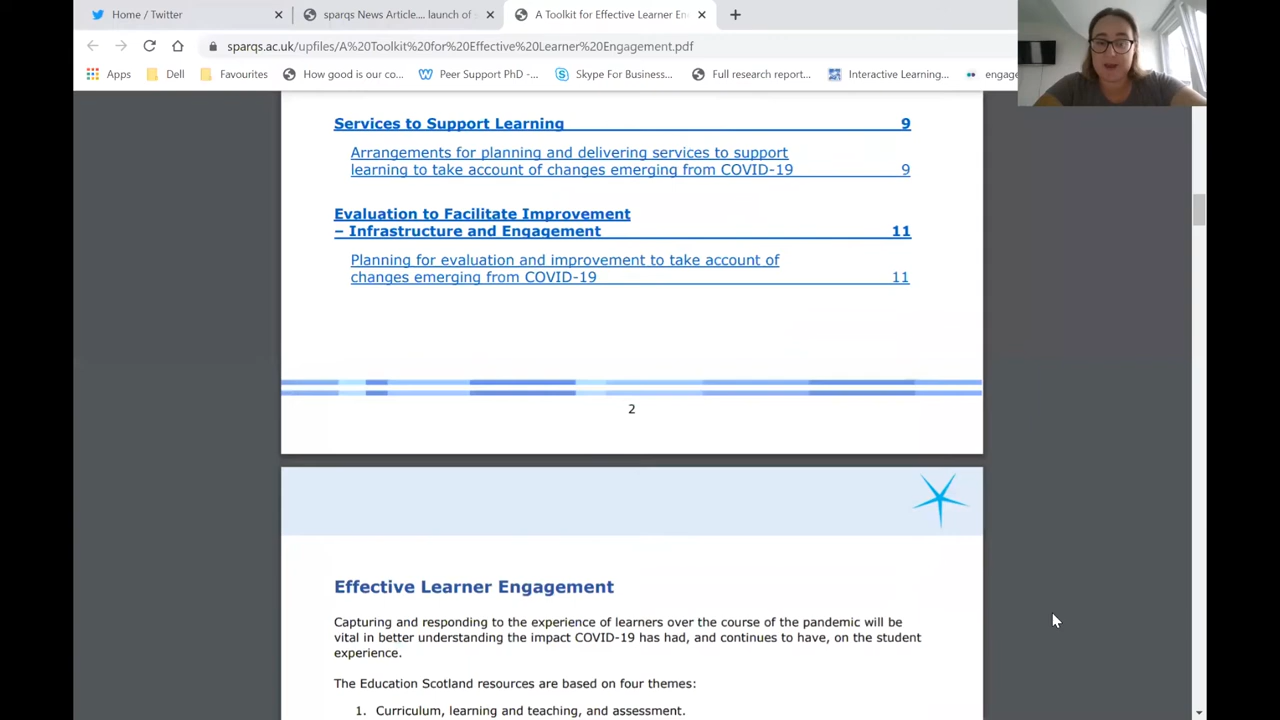 Home / Twitter
sparqs News Article.... launch of
A Toolkit for Effective Learner En
sparqs.ac.uk/upfiles/A%20Toolkit%20for%20Effective%20Learner%20Engagement.pdf
Apps Dell Favourites How good is our co... Peer Support PhD -... Skype For Business... Full research report... Interactive Learning... engage
Services to Support Learning 9
Arrangements for planning and delivering services to support
learning to take account of changes emerging from COVID-19 9
Evaluation to Facilitate Improvement
– Infrastructure and Engagement 11
Planning for evaluation and improvement to take account of
changes emerging from COVID-19 11
2
Effective Learner Engagement
Capturing and responding to the experience of learners over the course of the pandemic will be
vital in better understanding the impact COVID-19 has had, and continues to have, on the student
experience.
The Education Scotland resources are based on four themes:
1. Curriculum, learning and teaching, and assessment.